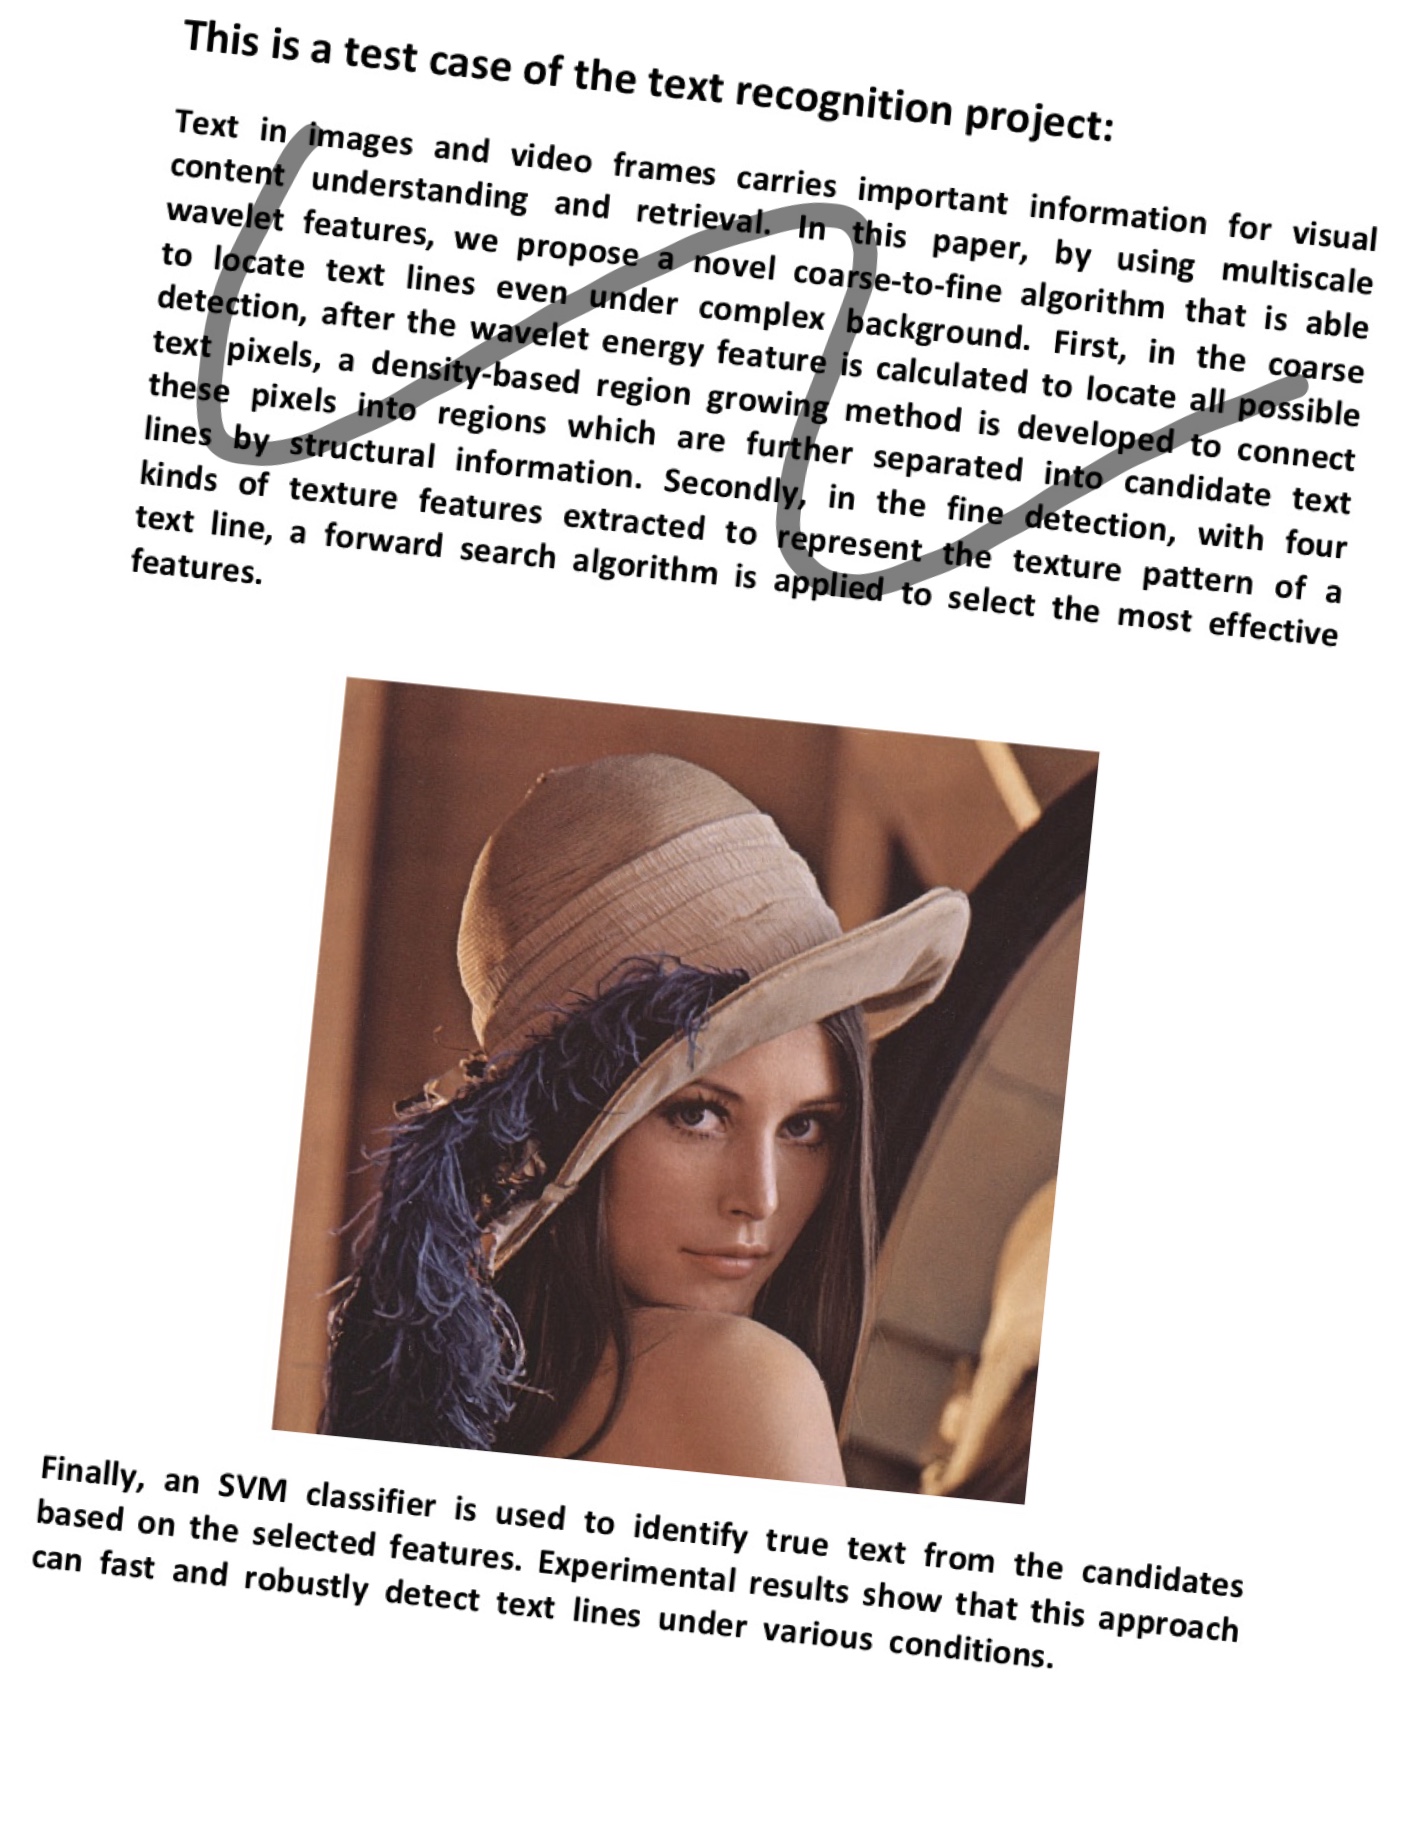 This is a test case of the text recognition project:
Text in images and video frames carries important information for visual
content understanding and retrieval. In this paper, by using multiscale
wavelet features, we propose a novel coarse-to-fine algorithm that is able
to locate text lines even under complex background. First, in the coarse
detection, after the wavelet energy feature is calculated to locate all possible
text pixels, a density-based region growing method is developed to connect
these pixels into regions which are further separated into candidate text
lines by structural information. Secondly, in the fine detection, with four
kinds of texture features extracted to represent the texture pattern of a
text line, a forward search algorithm is applied to select the most effective
features.
Finally, an SVM classifier is used to identify true text from the candidates
based on the selected features. Experimental results show that this approach
can fast and robustly detect text lines under various conditions.